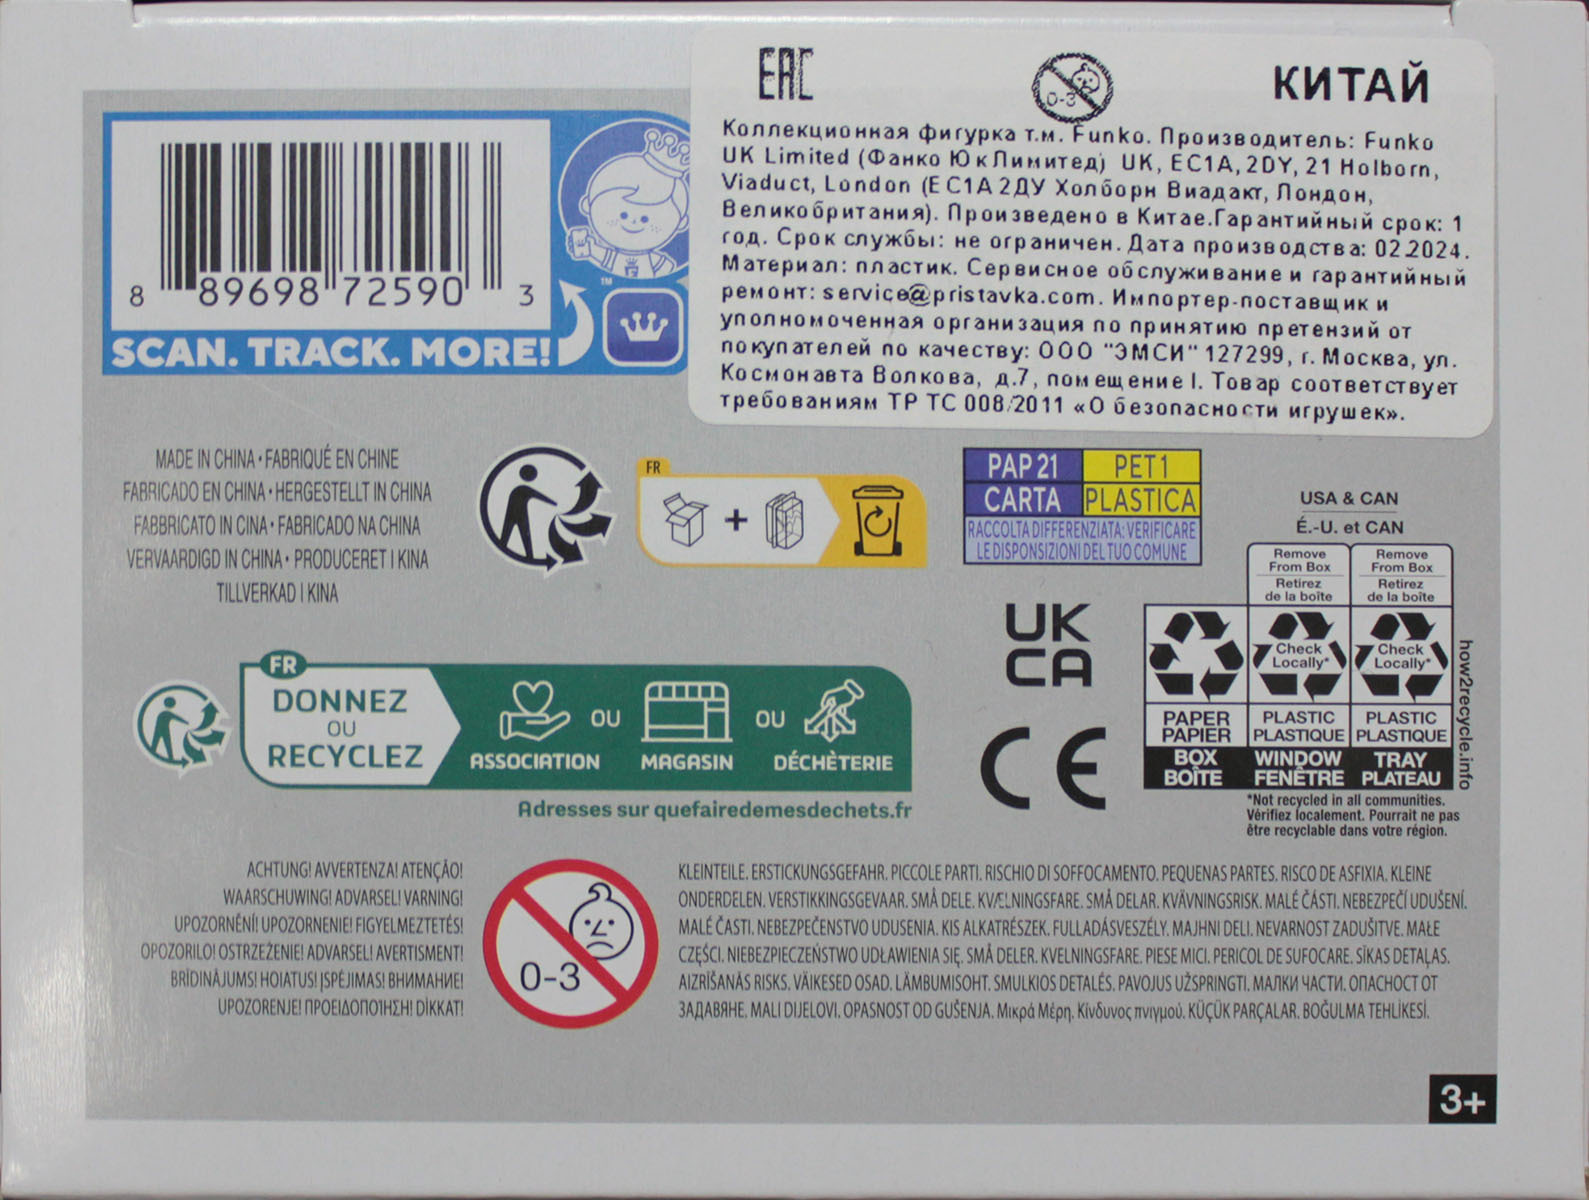 EAC
0-3
КИТАЙ
Коллекционная фигурка т.м. Funko. Производитель: Funko
UK Limited (Фанко ЮкЛимитед) UK, EC1A, 2DY, 21 Holborn,
Viaduct, London (ЕС1А 2ДУ Холборн Виадакт, Лондон,
Великобритания). Произведено в Китае.Гарантийный срок: 1
год. Срок службы: не ограничен. Дата производства: 02.2024.
Материал: пластик. Сервисное обслуживание и гарантийный
ремонт: service@pristavka.com. Импортер-поставщик и
уполномоченная организация по принятию претензий от
покупателей по качеству: ООО "ЭМСИ" 127299, г. Москва, ул.
Космонавта Волкова, д.7, помещение I. Товар соответствует
требованиям ТР ТС 008/2011 «О безопасности игрушек».
8 89698 72590 3
TM
SCAN. TRACK. MORE!
MADE IN CHINA • FABRIQUÉ EN CHINE
FABRICADO EN CHINA • HERGESTELLT IN CHINA
FABBRICATO IN CINA • FABRICADO NA CHINA
VERVAARDIGD IN CHINA • PRODUCERET I KINA
TILLVERKAD I KINA
FR
+
PAP 21 PET 1
CARTA PLASTICA
RACCOLTA DIFFERENZIATA: VERIFICARE
LE DISPOSIZIONI DEL TUO COMUNE
USA & CAN
É.-U. et CAN
Remove From Box Retirez de la boîte
Remove From Box Retirez de la boîte
Check Locally*
Check Locally*
PAPER PAPIER
PLASTIC PLASTIQUE
PLASTIC PLASTIQUE
BOX BOÎTE
WINDOW FENÊTRE
TRAY PLATEAU
how2recycle.info
*Not recycled in all communities.
Vérifiez localement. Pourrait ne pas
être recyclable dans votre région.
UK
CA
CE
FR
DONNEZ
OU
RECYCLEZ
ASSOCIATION OU MAGASIN OU DÉCHÈTERIE
Adresses sur quefairedemesdechets.fr
ACHTUNG! AVVERTENZA! ATENÇÃO!
WAARSCHUWING! ADVARSEL! VARNING!
UPOZORNĚNÍ! UPOZORNENIE! FIGYELMEZTETÉS!
OPOZORILO! OSTRZEŻENIE! ADVARSEL! AVERTISMENT!
BRĪDINĀJUMS! HOIATUS! ĮSPĖJIMAS! ВНИМАНИЕ!
UPOZORENJE! ΠΡΟΕΙΔΟΠΟΙΗΣΗ! DİKKAT!
0-3
KLEINTEILE. ERSTICKUNGSGEFAHR. PICCOLE PARTI. RISCHIO DI SOFFOCAMENTO. PEQUENAS PARTES. RISCO DE ASFIXIA. KLEINE
ONDERDELEN. VERSTIKKINGSGEVAAR. SMÅ DELE. KVÆLNINGSFARE. SMÅ DELAR. KVÄVNINGSRISK. MALÉ ČÁSTI. NEBEZPEČÍ UDUŠENÍ.
MALÉ ČASTI. NEBEZPEČENSTVO UDUSENIA. KIS ALKATRÉSZEK. FULLADÁSVESZÉLY. MAJHNI DELI. NEVARNOST ZADUŠITVE. MAŁE
CZĘŚCI. NIEBEZPIECZEŃSTWO UDŁAWIENIA SIĘ. SMÅ DELER. KVELNINGSFARE. PIESE MICI. PERICOL DE SUFOCARE. SĪKAS DETAĻAS.
AIZRĪŠANĀS RISKS. VÄIKESED OSAD. LÄMBUMISOHT. SMULKIOS DETALĖS. PAVOJUS UŽSPRINGTI. МАЛКИ ЧАСТИ. ОПАСНОСТ ОТ
ЗАДАВЯНЕ. MALI DIJELOVI. OPASNOST OD GUŠENJA. Μικρά Μέρη. Κίνδυνος πνιγμού. KÜÇÜK PARÇALAR. BOĞULMA TEHLİKESİ.
3+